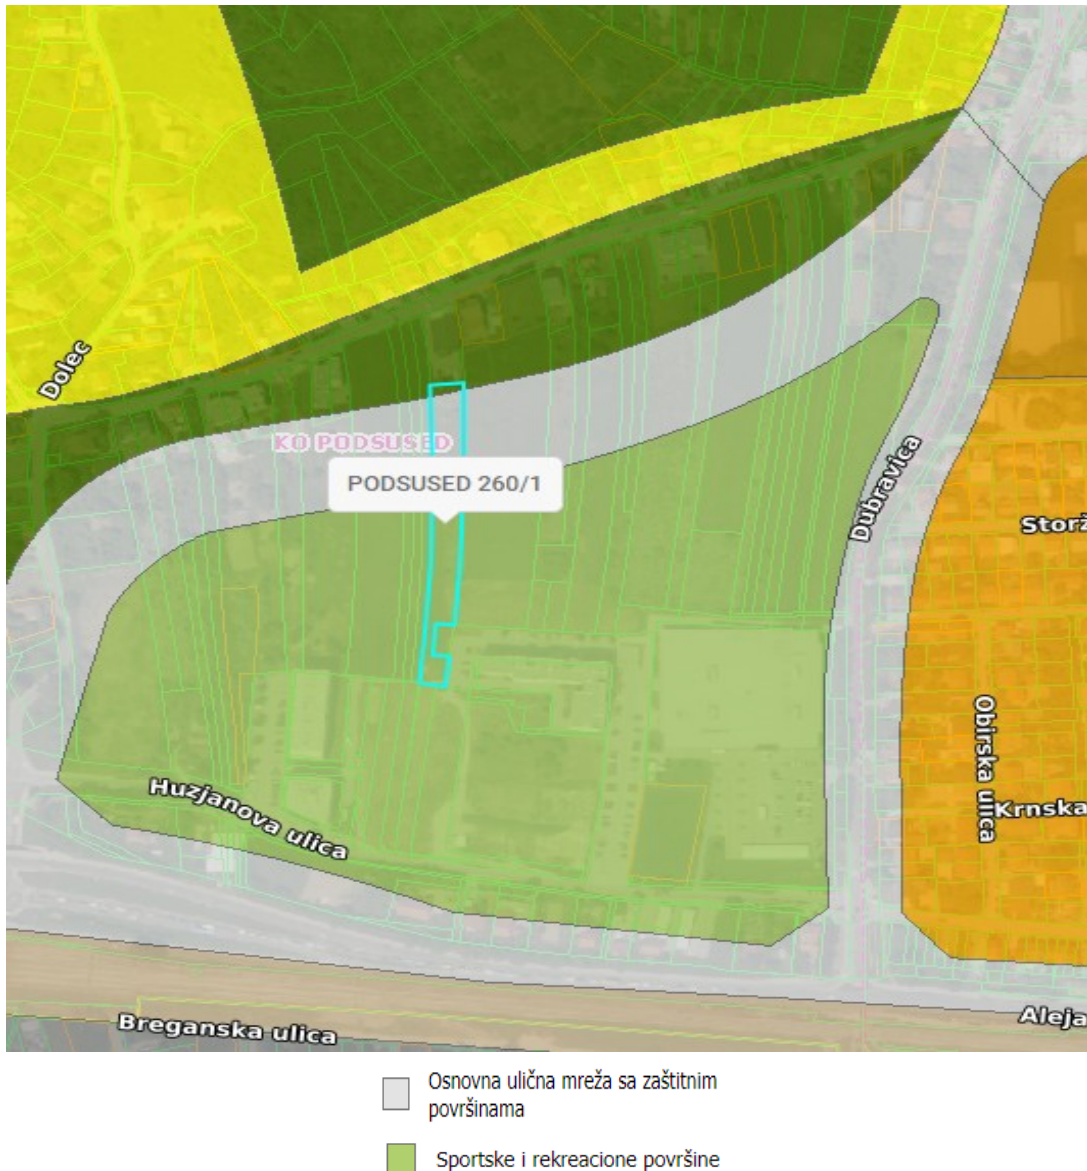 Dolec
KO PODSUSED
PODSUSED 260/1
Dubravica
Storž
Obirska ulica
Krnska
Huzjanova ulica
Breganska ulica
Aleja
Osnovna ulična mreža sa zaštitnim
površinama
Sportske i rekreacione površine